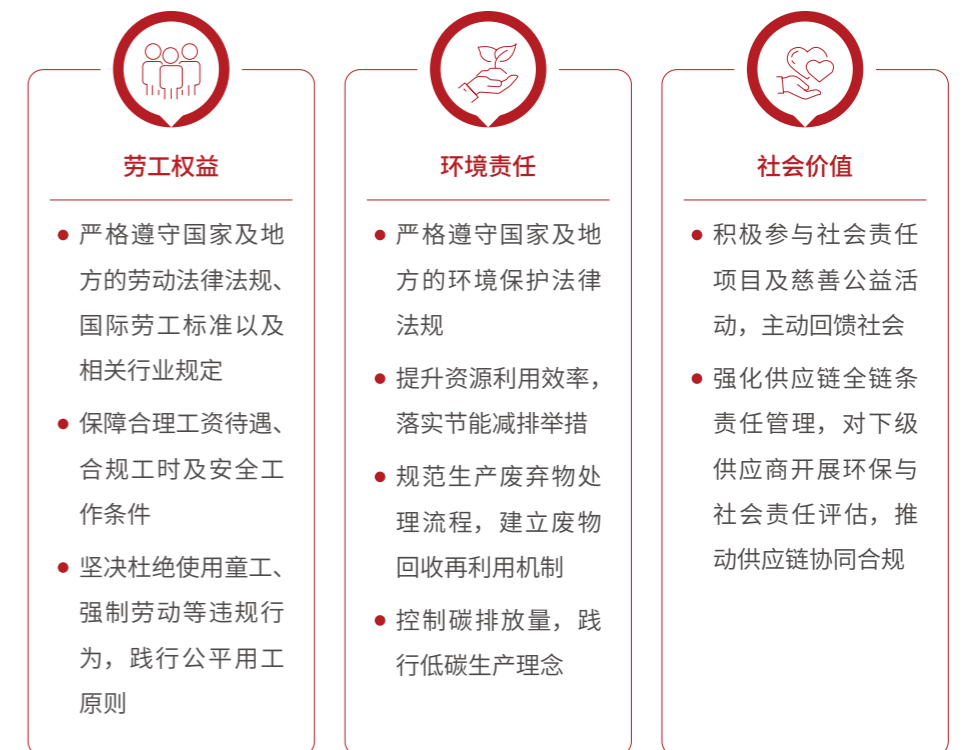 劳工权益
● 严格遵守国家及地
方的劳动法律法规、
国际劳工标准以及
相关行业规定
● 保障合理工资待遇、
合规工时及安全工
作条件
● 坚决杜绝使用童工、
强制劳动等违规行
为，践行公平用工
原则
环境责任
● 严格遵守国家及地
方的环境保护法律
法规
● 提升资源利用效率，
落实节能减排举措
● 规范生产废弃物处
理流程，建立废物
回收再利用机制
● 控制碳排放量，践
行低碳生产理念
社会价值
● 积极参与社会责任
项目及慈善公益活
动，主动回馈社会
● 强化供应链全链条
责任管理，对下级
供应商开展环保与
社会责任评估，推
动供应链协同合规